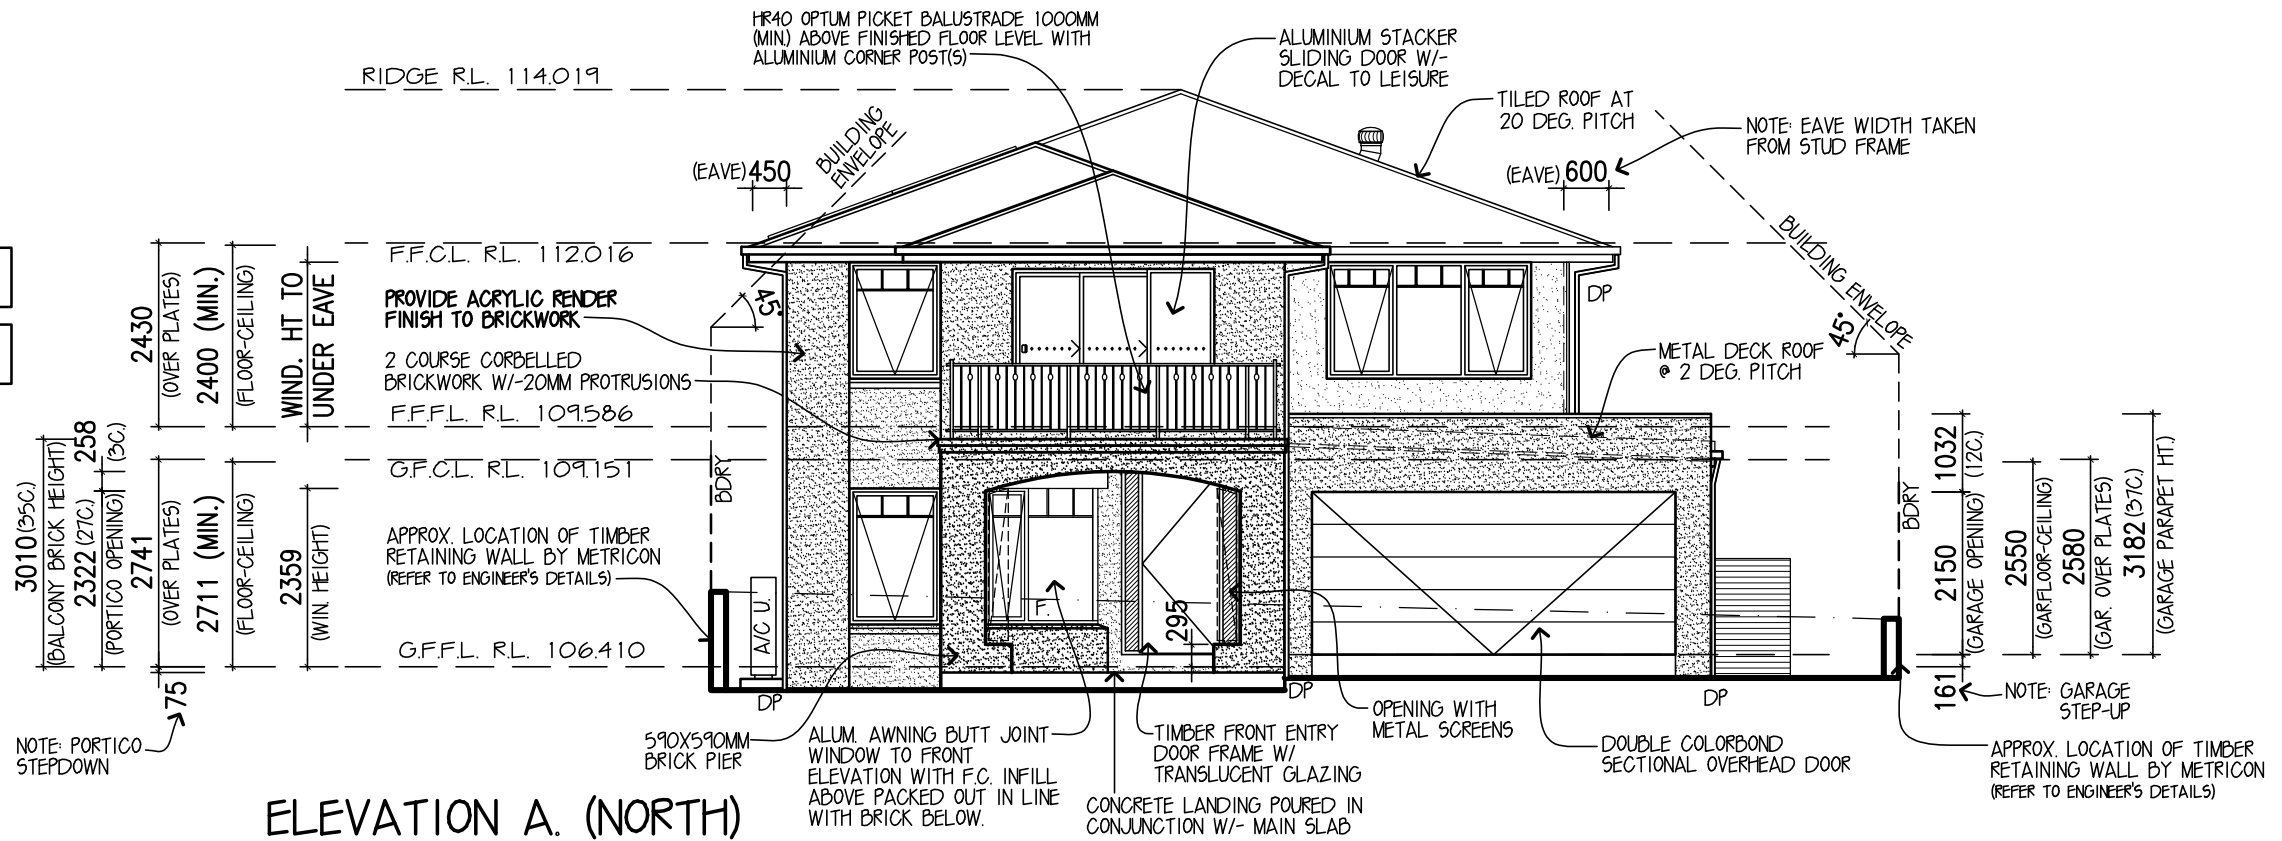 HR40 OPTUM PICKET BALUSTRADE 1000MM
(MIN.) ABOVE FINISHED FLOOR LEVEL WITH
ALUMINIUM CORNER POST(S)
ALUMINIUM STACKER
SLIDING DOOR W/-
DECAL TO LEISURE
RIDGE R.L. 114.019
TILED ROOF AT
20 DEG. PITCH
NOTE: EAVE WIDTH TAKEN
FROM STUD FRAME
BUILDING
ENVELOPE
(EAVE) 450
(EAVE) 600
BUILDING ENVELOPE
45°
45°
F.F.C.L. R.L. 112.016
PROVIDE ACRYLIC RENDER
FINISH TO BRICKWORK
2 COURSE CORBELLED
BRICKWORK W/-20MM PROTRUSIONS
F.F.F.L. R.L. 109.586
G.F.C.L. R.L. 109.151
APPROX. LOCATION OF TIMBER
RETAINING WALL BY METRICON
(REFER TO ENGINEER'S DETAILS)
G.F.F.L. R.L. 106.410
2430
(OVER PLATES)
2400 (MIN.)
(FLOOR-CEILING)
WIND. HT TO
UNDER EAVE
3010 (35C.)
(BALCONY BRICK HEIGHT)
258
(3C.)
2322 (27C.)
(PORTICO OPENING)
2741
(OVER PLATES)
2711 (MIN.)
(FLOOR-CEILING)
2359
(WIN. HEIGHT)
75
NOTE: PORTICO
STEPDOWN
BDRY
A/C U.
DP
F.
295
DP
DP
DP
METAL DECK ROOF
@ 2 DEG. PITCH
BDRY
1032
(12C.)
2150
(GARAGE OPENING)
161
2550
(GAR.FLOOR-CEILING)
2580
(GAR. OVER PLATES)
3182 (37C.)
(GARAGE PARAPET HT.)
NOTE: GARAGE
STEP-UP
590X590MM
BRICK PIER
ALUM. AWNING BUTT JOINT
WINDOW TO FRONT
ELEVATION WITH F.C. INFILL
ABOVE PACKED OUT IN LINE
WITH BRICK BELOW.
TIMBER FRONT ENTRY
DOOR FRAME W/
TRANSLUCENT GLAZING
CONCRETE LANDING POURED IN
CONJUNCTION W/- MAIN SLAB
OPENING WITH
METAL SCREENS
DOUBLE COLORBOND
SECTIONAL OVERHEAD DOOR
APPROX. LOCATION OF TIMBER
RETAINING WALL BY METRICON
(REFER TO ENGINEER'S DETAILS)
ELEVATION A. (NORTH)